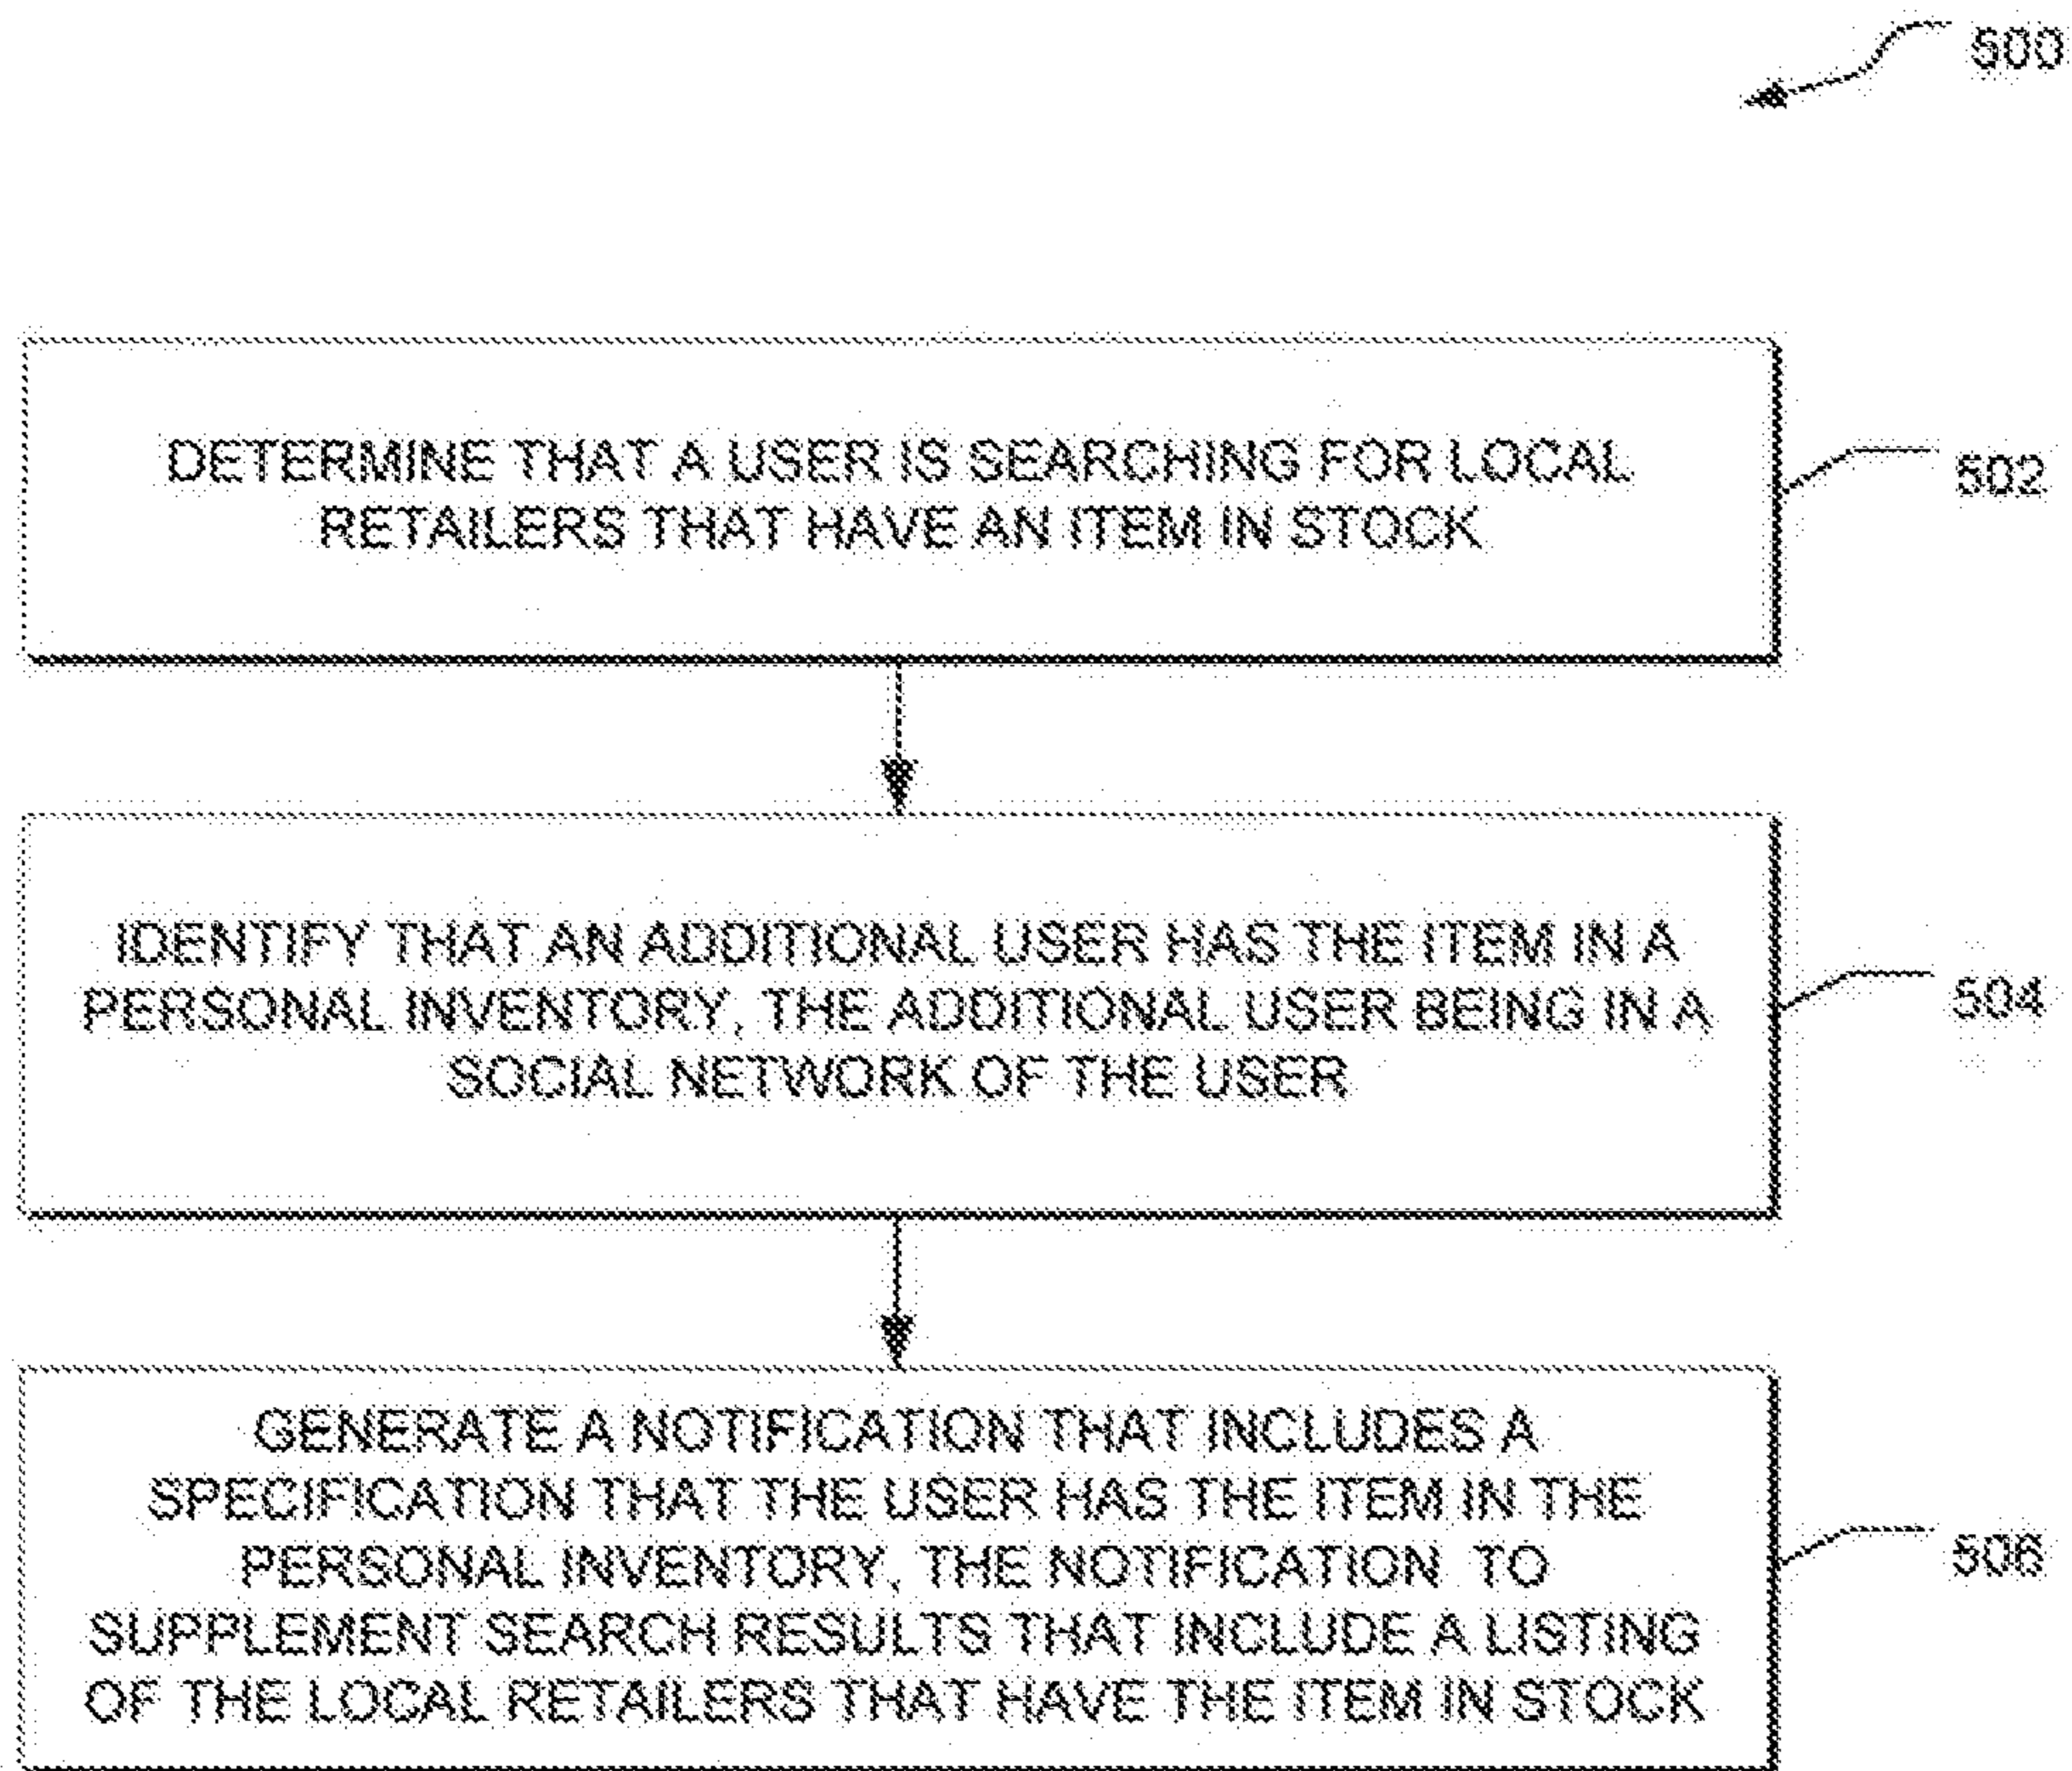 500
DETERMINE THAT A USER IS SEARCHING FOR LOCAL
RETAILERS THAT HAVE AN ITEM IN STOCK
502
IDENTIFY THAT AN ADDITIONAL USER HAS THE ITEM IN A
PERSONAL INVENTORY, THE ADDITIONAL USER BEING IN A
SOCIAL NETWORK OF THE USER
504
GENERATE A NOTIFICATION THAT INCLUDES A
SPECIFICATION THAT THE USER HAS THE ITEM IN THE
PERSONAL INVENTORY, THE NOTIFICATION TO
SUPPLEMENT SEARCH RESULTS THAT INCLUDE A LISTING
OF THE LOCAL RETAILERS THAT HAVE THE ITEM IN STOCK
506